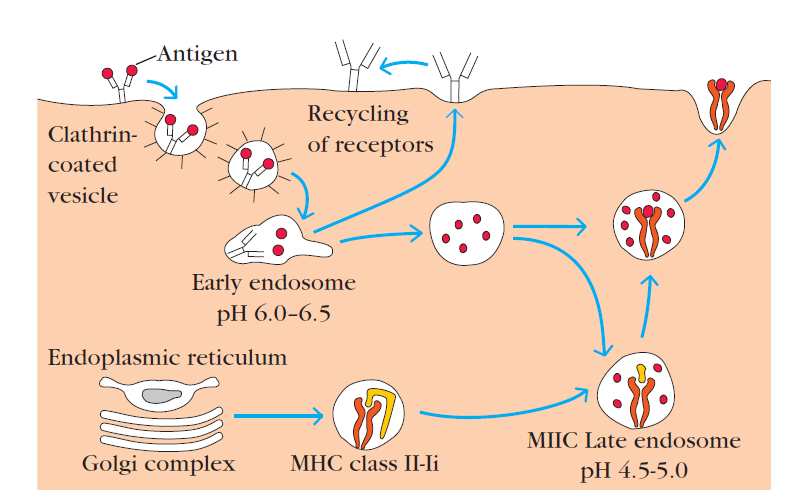 Antigen
Clathrin-
coated
vesicle
Recycling
of receptors
Early endosome
pH 6.0–6.5
Endoplasmic reticulum
Golgi complex
MHC class II-Ii
MIIC Late endosome
pH 4.5-5.0